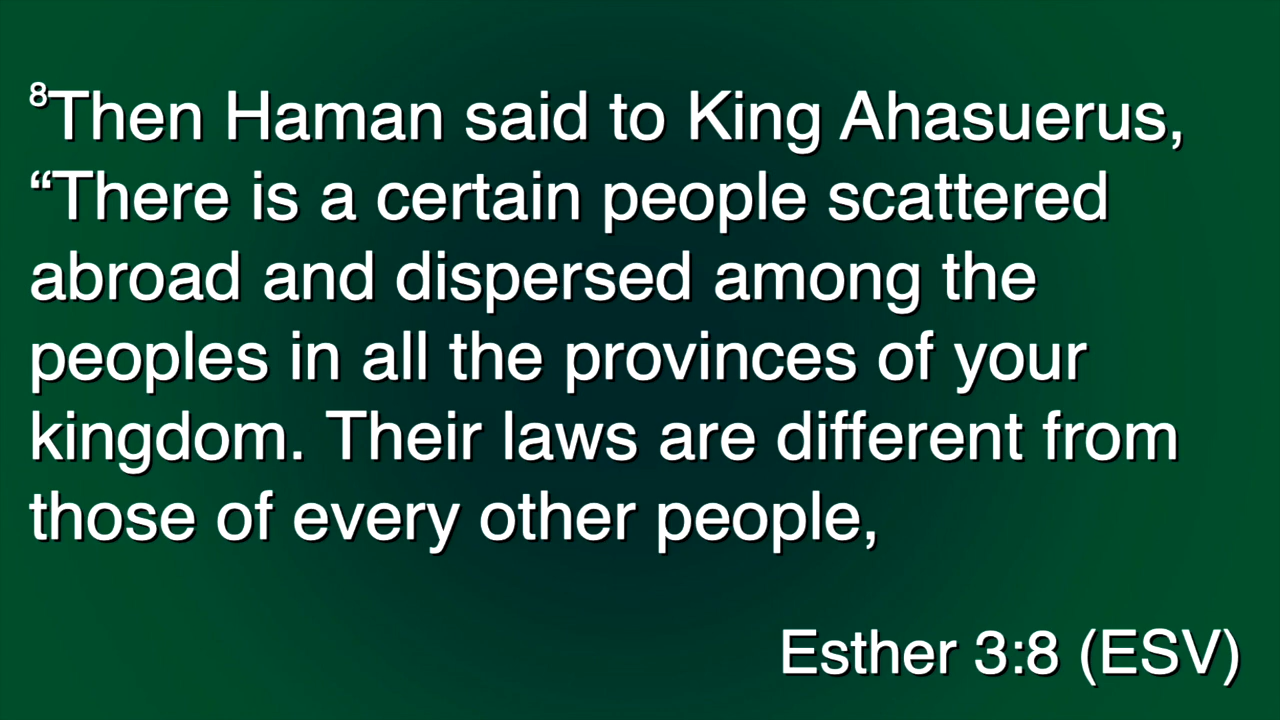 ⁸Then Haman said to King Ahasuerus,
“There is a certain people scattered
abroad and dispersed among the
peoples in all the provinces of your
kingdom. Their laws are different from
those of every other people,
Esther 3:8 (ESV)